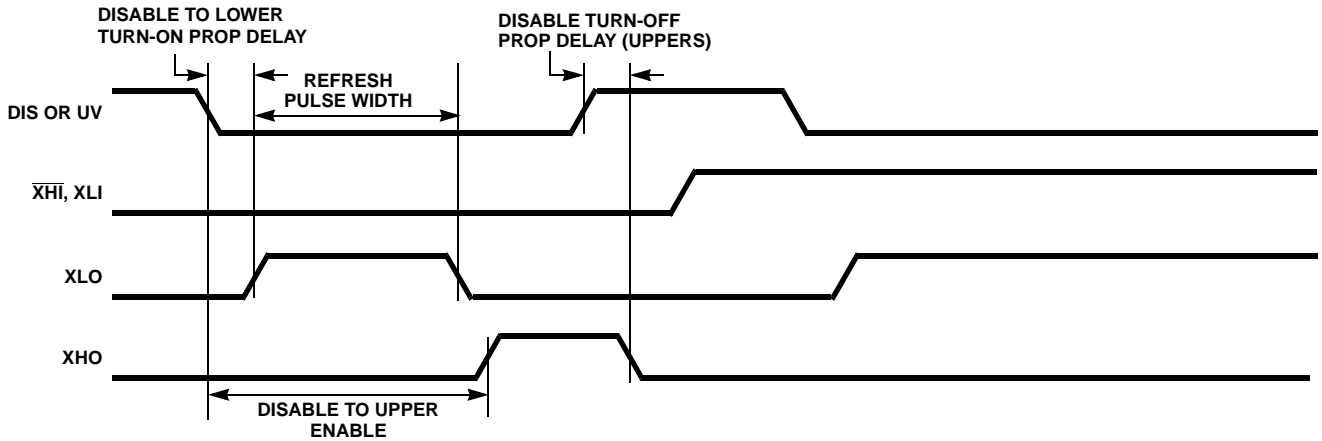 DISABLE TO LOWER
TURN-ON PROP DELAY
DISABLE TURN-OFF
PROP DELAY (UPPERS)
REFRESH
PULSE WIDTH
DIS OR UV
X̅H̅I̅, XLI
XLO
XHO
DISABLE TO UPPER
ENABLE